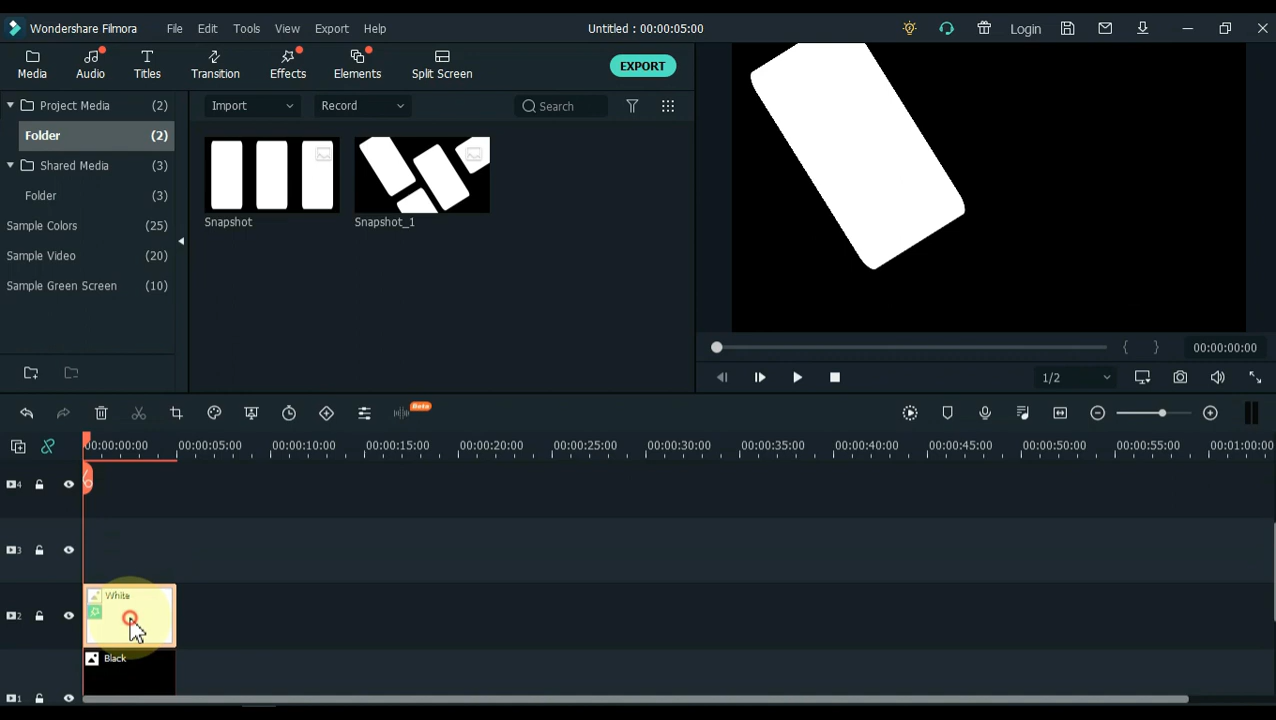 Wondershare Filmora File Edit Tools View Export Help Untitled : 00:00:05:00 Login
Media Audio Titles Transition Effects Elements Split Screen EXPORT
Project Media (2) Import Record Search
Folder (2)
Shared Media (3)
Folder (3)
Sample Colors (25) Snapshot Snapshot_1
Sample Video (20)
Sample Green Screen (10)
{ } 00:00:00:00
1/2
Beta
00:00:00:00 00:00:05:00 00:00:10:00 00:00:15:00 00:00:20:00 00:00:25:00 00:00:30:00 00:00:35:00 00:00:40:00 00:00:45:00 00:00:50:00 00:00:55:00 00:01:00:00
4
3
White
2
Black
1